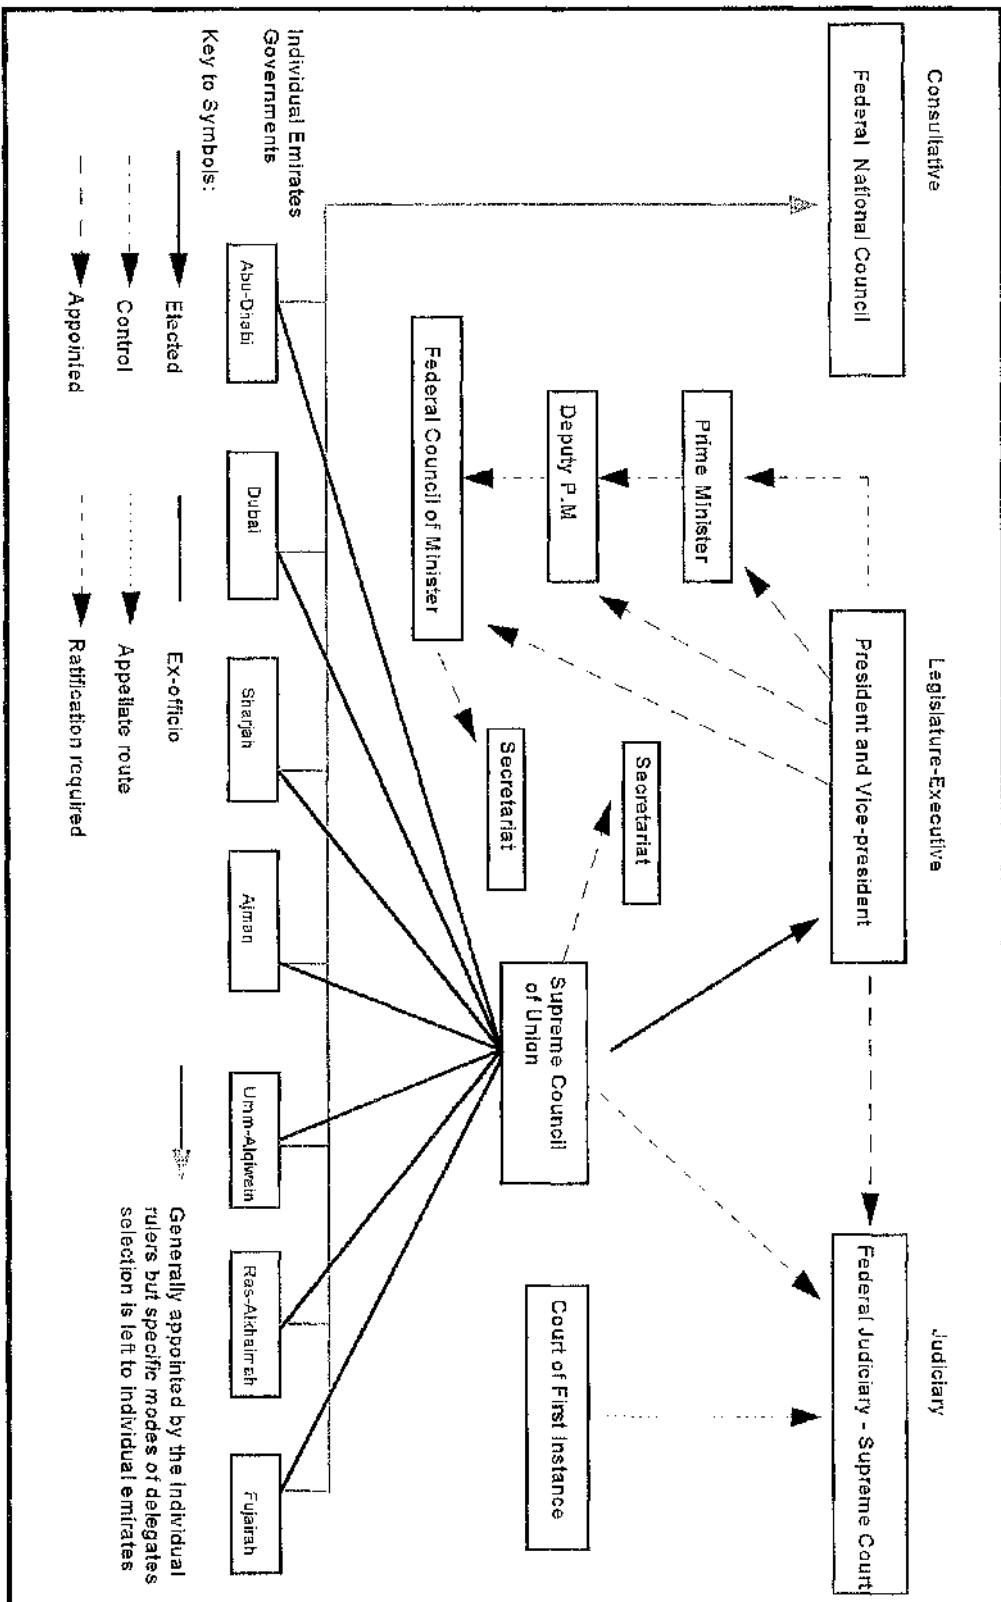 Consultative
Legislature-Executive
Judiciary
Federal National Council
President and Vice-president
Federal Judiciary - Supreme Court
Prime Minister
Secretariat
Deputy P.M
Supreme Council
of Union
Court of First Instance
Federal Council of Minister
Secretariat
Individual Emirates
Governments
Abu-Dhabi
Dubai
Sharjah
Ajman
Umm-Alqiwein
Ras-Alkhaimah
Fujairah
Key to Symbols:
Elected
Ex-officio
Generally appointed by the individual
rulers but specific modes of delegates
selection is left to individual emirates
Control
Appellate route
Appointed
Ratification required